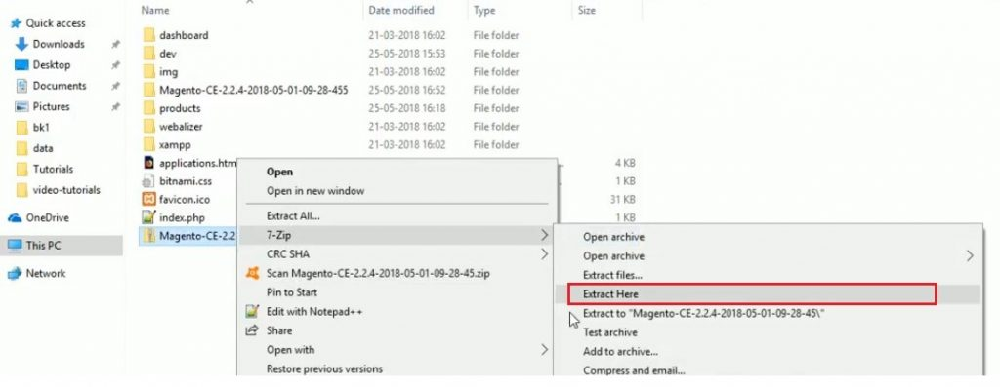 Name Date modified Type Size
Quick access
Downloads
Desktop
Documents
Pictures
bk1
data
Tutorials
video-tutorials
OneDrive
This PC
Network
dashboard 21-03-2018 16:02 File folder
dev 25-05-2018 15:53 File folder
img 21-03-2018 16:02 File folder
Magento-CE-2.2.4-2018-05-01-09-28-455 25-05-2018 16:52 File folder
products 25-05-2018 16:18 File folder
webalizer 21-03-2018 16:02 File folder
xampp 21-03-2018 16:02 File folder
applications.htm 4 KB
bitnami.css 1 KB
favicon.ico 31 KB
index.php 1 KB
Magento-CE-2.2
Open
Open in new window
Extract All...
7-Zip
CRC SHA
Scan Magento-CE-2.2.4-2018-05-01-09-28-45.zip
Pin to Start
Edit with Notepad++
Share
Open with
Restore previous versions
Open archive
Open archive
Extract files...
Extract Here
Extract to "Magento-CE-2.2.4-2018-05-01-09-28-45\"
Test archive
Add to archive...
Compress and email...